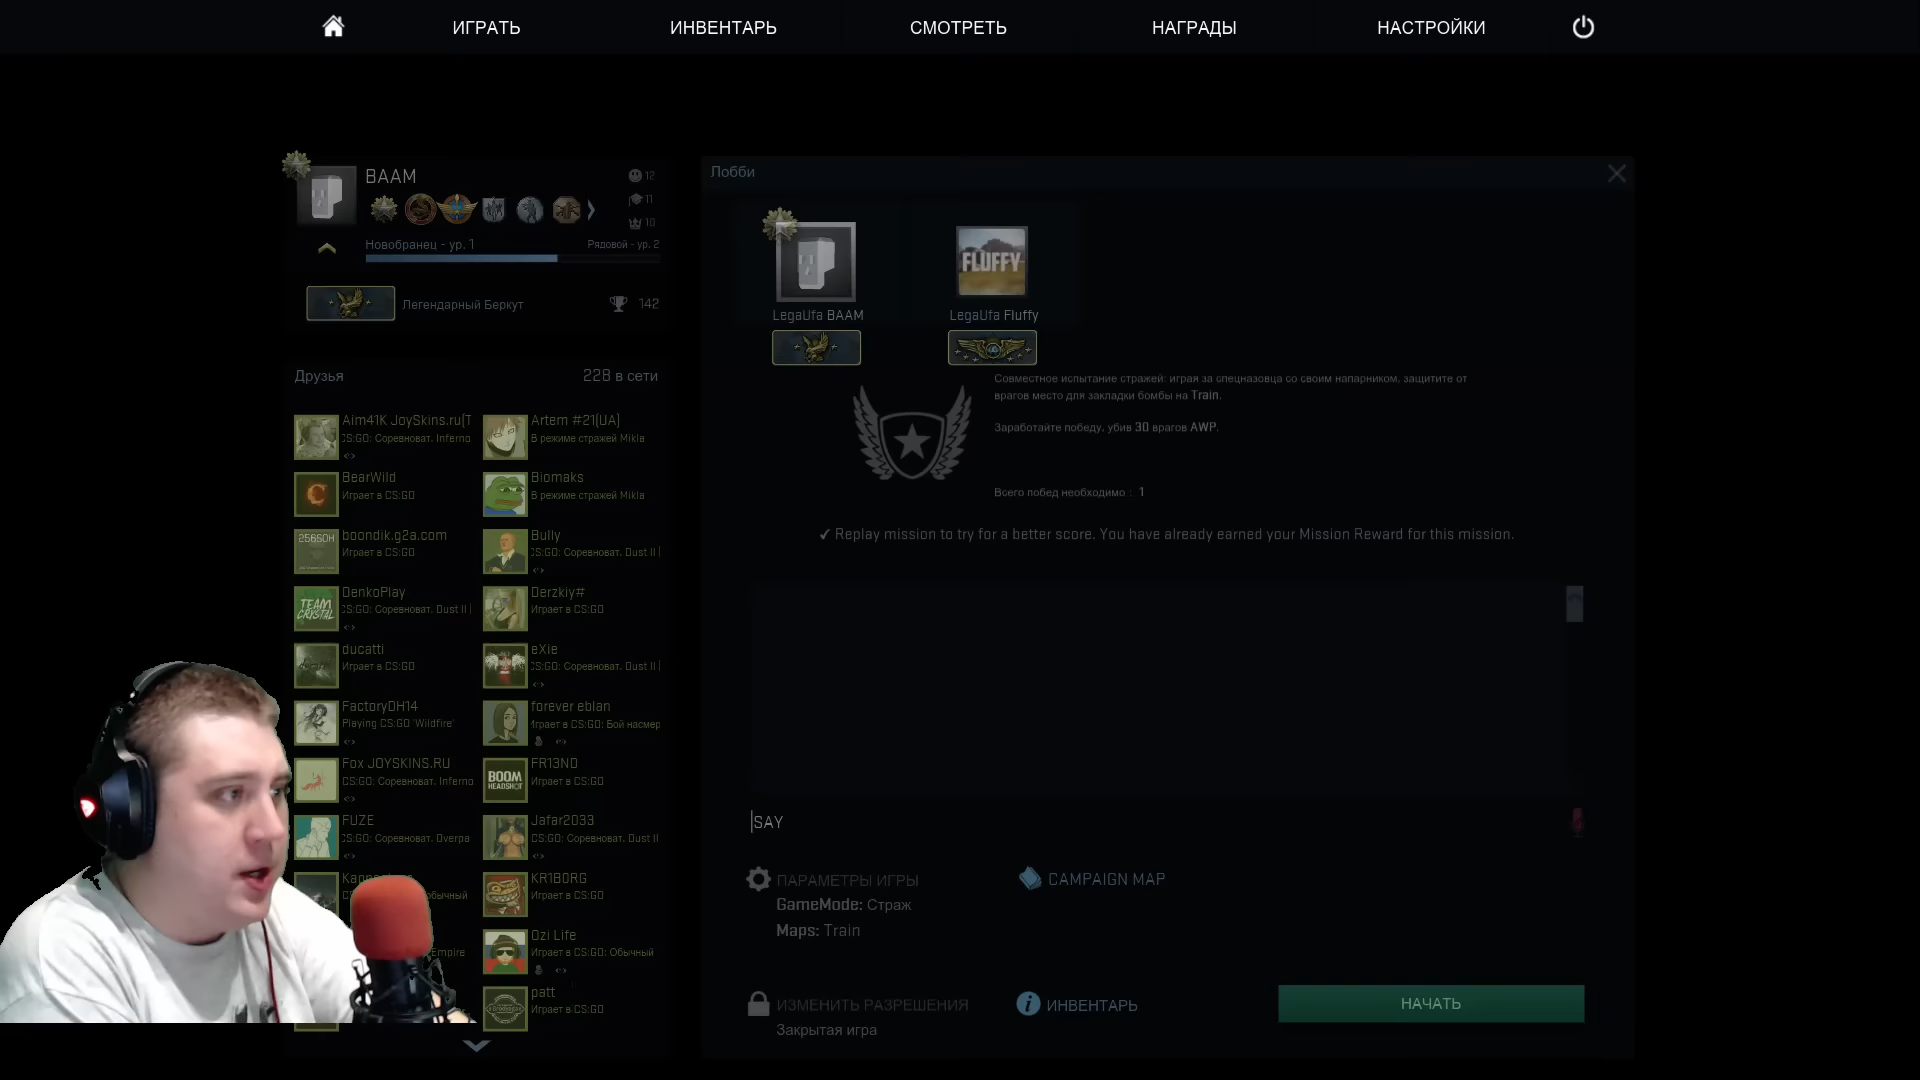 ИГРАТЬ
ИНВЕНТАРЬ
СМОТРЕТЬ
НАГРАДЫ
НАСТРОЙКИ
BAAM
12
11
10
Новобранец - ур. 1
Рядовой - ур. 2
Легендарный Беркут
142
Друзья
228 в сети
Aim41K JoySkins.ru(T
CS:GO: Соревноват. Inferno
Artem #21(UA)
В режиме стражей Mikla
BearWild
Играет в CS:GO
Biomaks
В режиме стражей Mikla
256SOH
boondik.g2a.com
Играет в CS:GO
Bully
CS:GO: Соревноват. Dust II |
TEAM CRYSTAL
DenkoPlay
CS:GO: Соревноват. Dust II |
Derzkiy#
Играет в CS:GO
ducatti
Играет в CS:GO
eXie
CS:GO: Соревноват. Dust II |
FactoryDH14
Playing CS:GO 'Wildfire'
forever eblan
Играет в CS:GO: Бой насмер
Fox JOYSKINS.RU
CS:GO: Соревноват. Inferno
BOOM HEADSHOT
FR13ND
Играет в CS:GO
FUZE
CS:GO: Соревноват. Overpa
Jafar2033
CS:GO: Соревноват. Dust II
обычный
KR1B0RG
Играет в CS:GO
Empire
Ozi Life
Играет в CS:GO: Обычный
patt
Играет в CS:GO
Лобби
FLUFFY
LegaUfa BAAM
LegaUfa Fluffy
Совместное испытание стражей: играя за спецназовца со своим напарником, защитите от
врагов место для закладки бомбы на Train.
Заработайте победу, убив 30 врагов AWP.
Всего побед необходимо : 1
✓ Replay mission to try for a better score. You have already earned your Mission Reward for this mission.
SAY
ПАРАМЕТРЫ ИГРЫ
GameMode: Страж
Maps: Train
CAMPAIGN MAP
ИЗМЕНИТЬ РАЗРЕШЕНИЯ
Закрытая игра
ИНВЕНТАРЬ
НАЧАТЬ